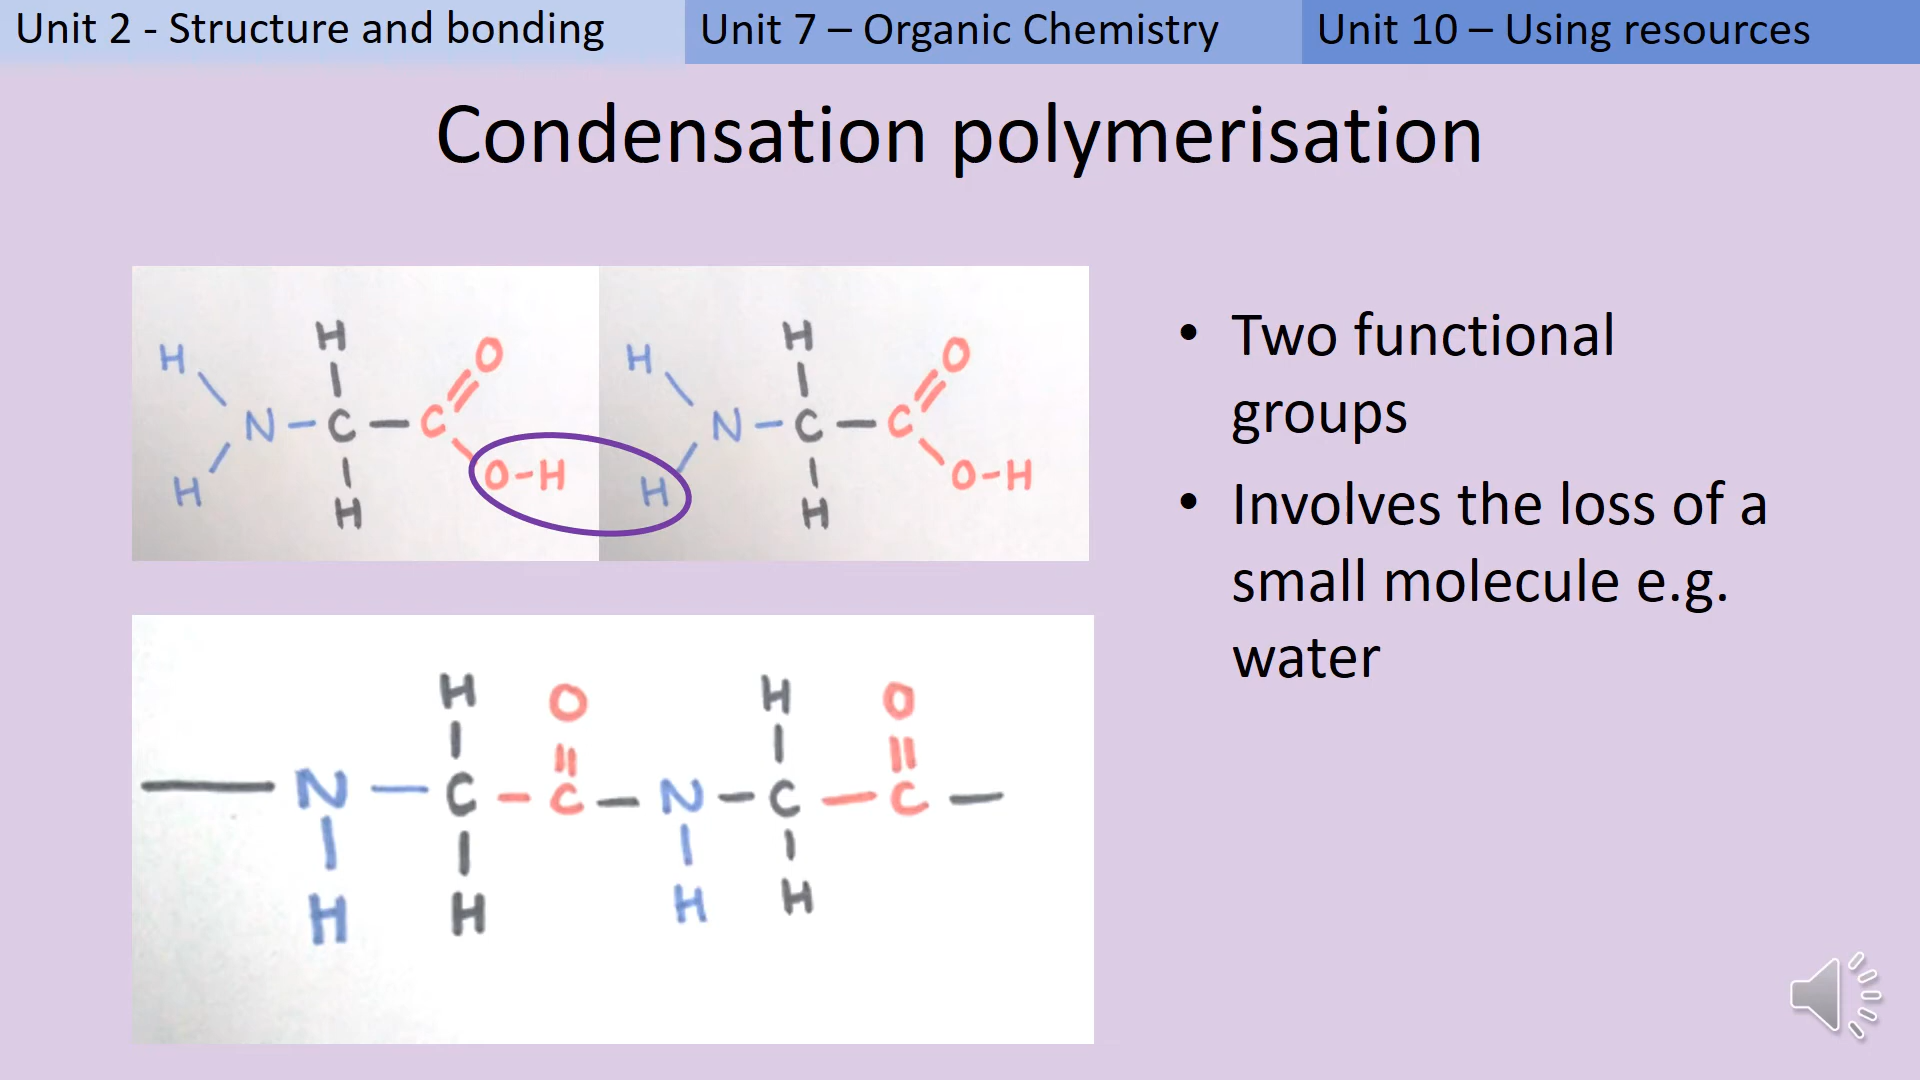 Unit 2 - Structure and bonding
Unit 7 – Organic Chemistry
Unit 10 – Using resources
Condensation polymerisation
H H O H H O
H N C C O-H H N C C O-H
H H
• Two functional
groups
• Involves the loss of a
small molecule e.g.
water
H O H O
N C C N C C
H H H H